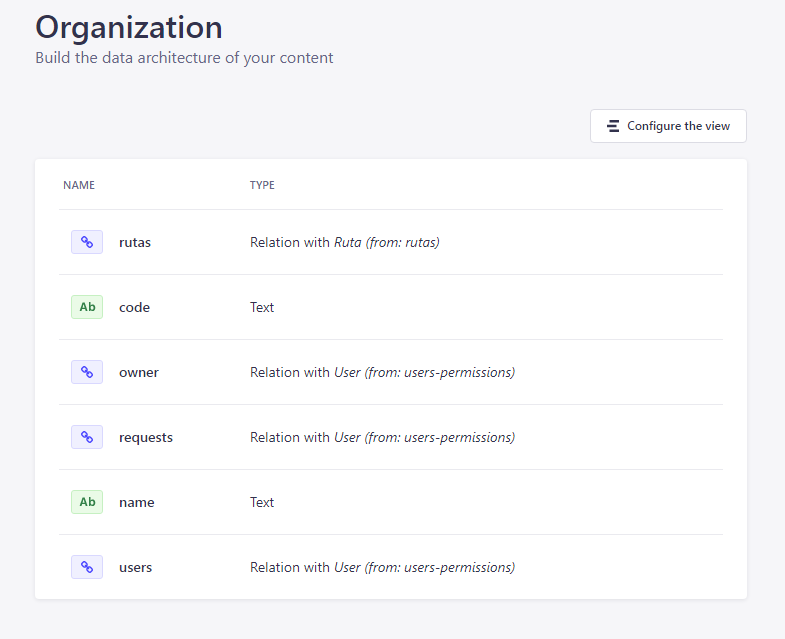 Organization
Build the data architecture of your content
Configure the view
NAME TYPE
rutas Relation with Ruta (from: rutas)
Ab code Text
owner Relation with User (from: users-permissions)
requests Relation with User (from: users-permissions)
Ab name Text
users Relation with User (from: users-permissions)